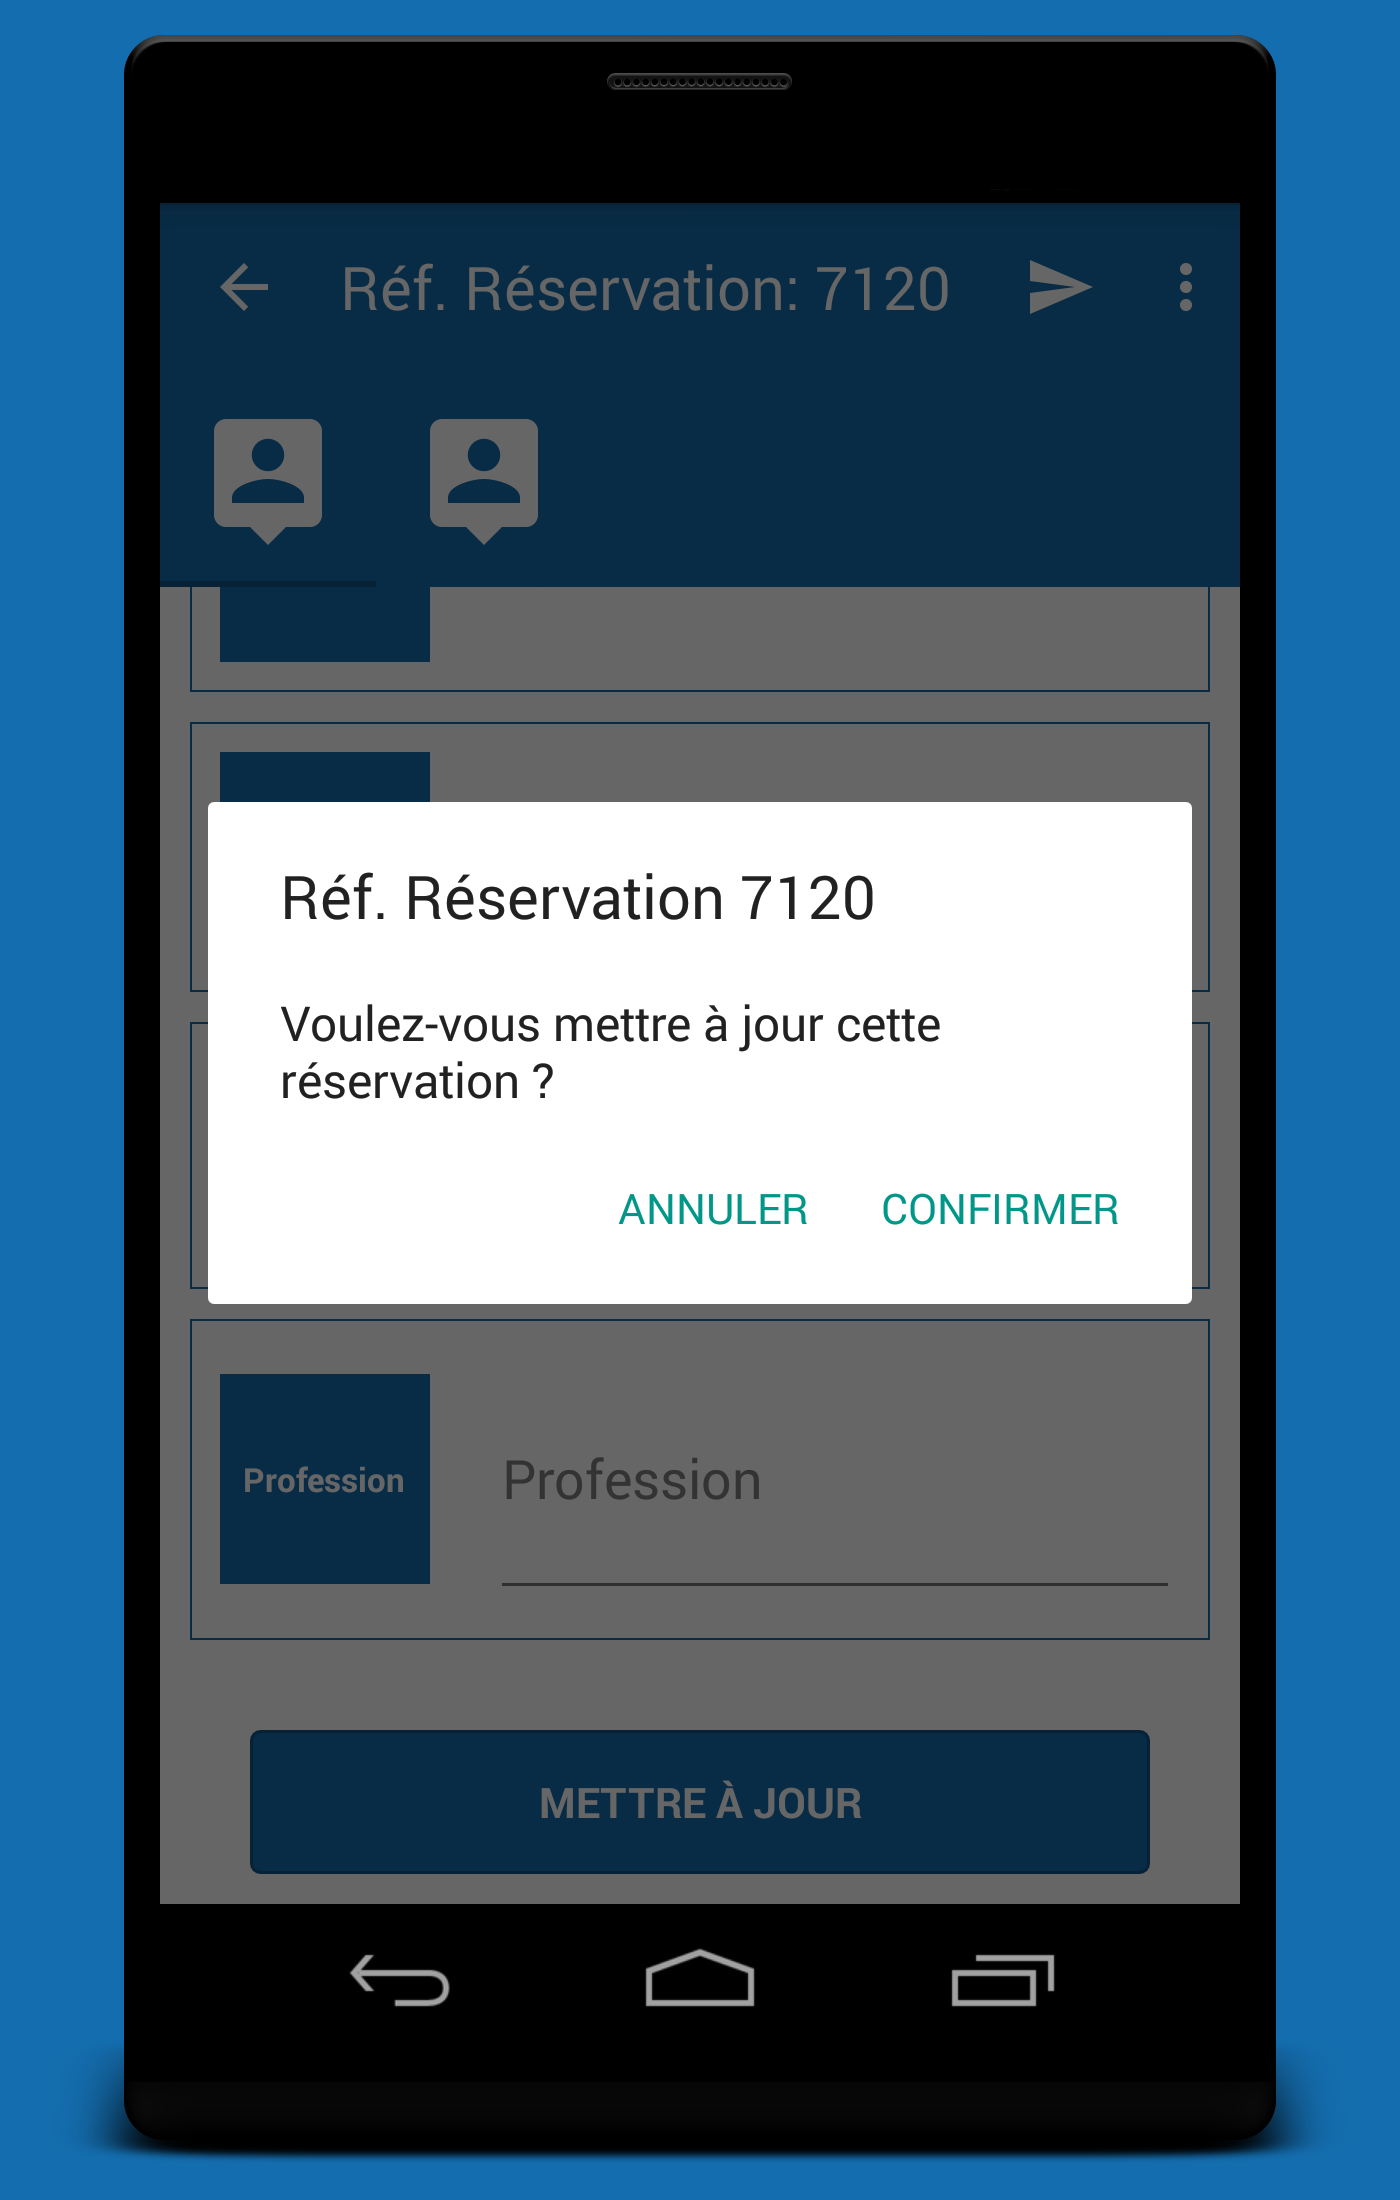 Réf. Réservation: 7120
Réf. Réservation 7120
Voulez-vous mettre à jour cette
réservation ?
ANNULER CONFIRMER
Profession Profession
METTRE À JOUR